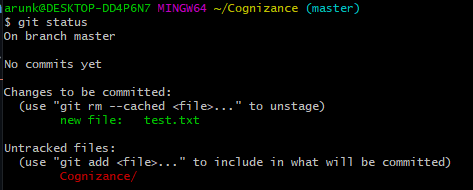 arunk@DESKTOP-DD4P6N7 MINGW64 ~/Cognizance (master)
$ git status
On branch master
No commits yet
Changes to be committed:
(use "git rm --cached <file>..." to unstage)
new file: test.txt
Untracked files:
(use "git add <file>..." to include in what will be committed)
Cognizance/